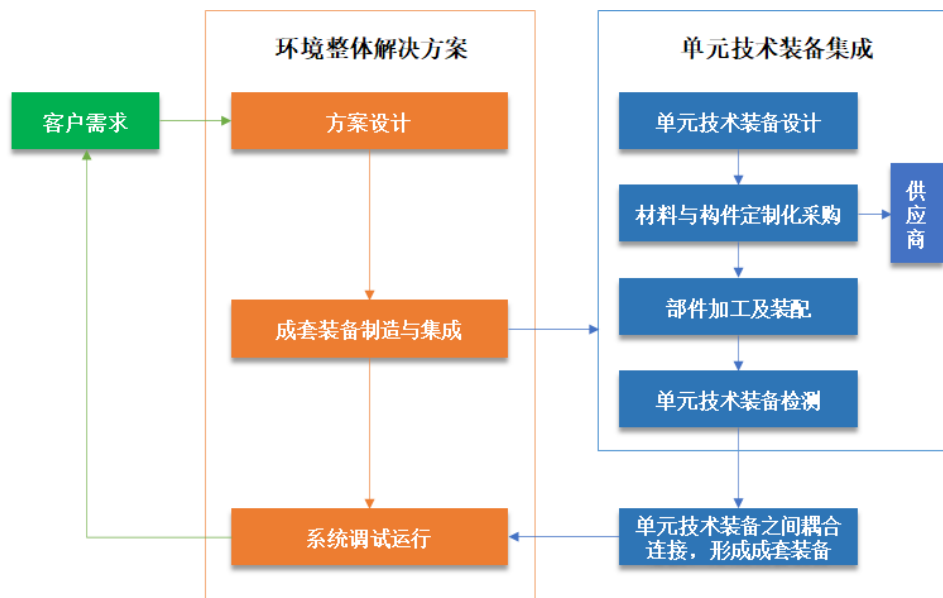 环境整体解决方案
单元技术装备集成
客户需求
方案设计
单元技术装备设计
材料与构件定制化采购
供
应
商
成套装备制造与集成
部件加工及装配
单元技术装备检测
系统调试运行
单元技术装备之间耦合
连接，形成成套装备